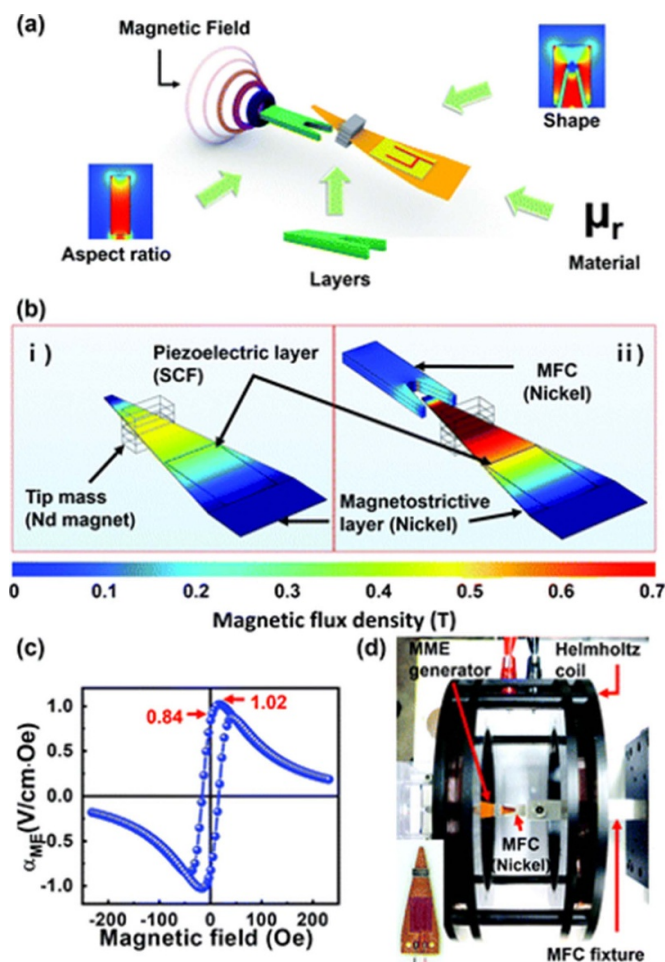 (a)
Magnetic Field
Shape
Aspect ratio
Layers
μr
Material
(b)
i )
Piezoelectric layer
(SCF)
Tip mass
(Nd magnet)
ii )
MFC
(Nickel)
Magnetostrictive
layer (Nickel)
0 0.1 0.2 0.3 0.4 0.5 0.6 0.7
Magnetic flux density (T)
(c)
αME(V/cm·Oe)
1.0
0.5
0.0
-0.5
-1.0
0.84
1.02
-200 -100 0 100 200
Magnetic field (Oe)
(d)
MME
generator
Helmholtz
coil
MFC
(Nickel)
MFC fixture